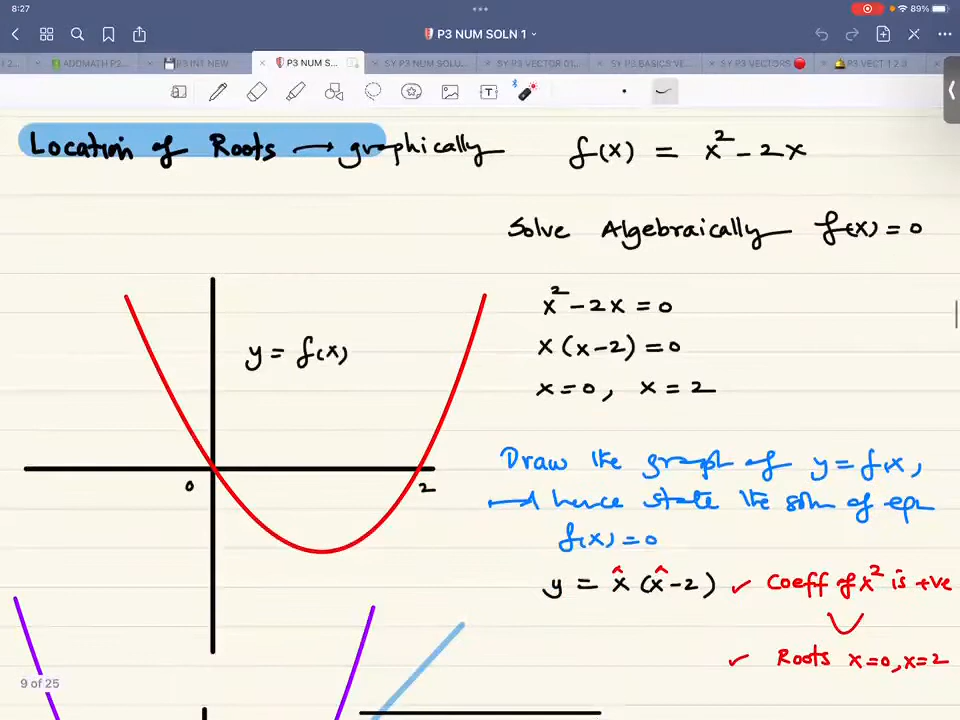 8:27
89%
P3 NUM SOLN 1
ADOMATH P2...
P3 INT NEW
P3 NUM S...
SY P3 NUM SOLU...
SY P3 VECTOR 01...
SY P3 BASICS VE...
SY P3 VECTORS
P3 VECT 1 2 3
Location of Roots → graphically
f(x) = x² - 2x
Solve Algebraically f(x) = 0
x² - 2x = 0
x(x-2) = 0
x = 0, x = 2
y = f(x)
0
2
Draw the graph of y = f(x),
hence state the soln of eqn
f(x) = 0
y = x(x-2) ✓ Coeff of x² is +ve
✓ Roots x=0, x=2
9 of 25